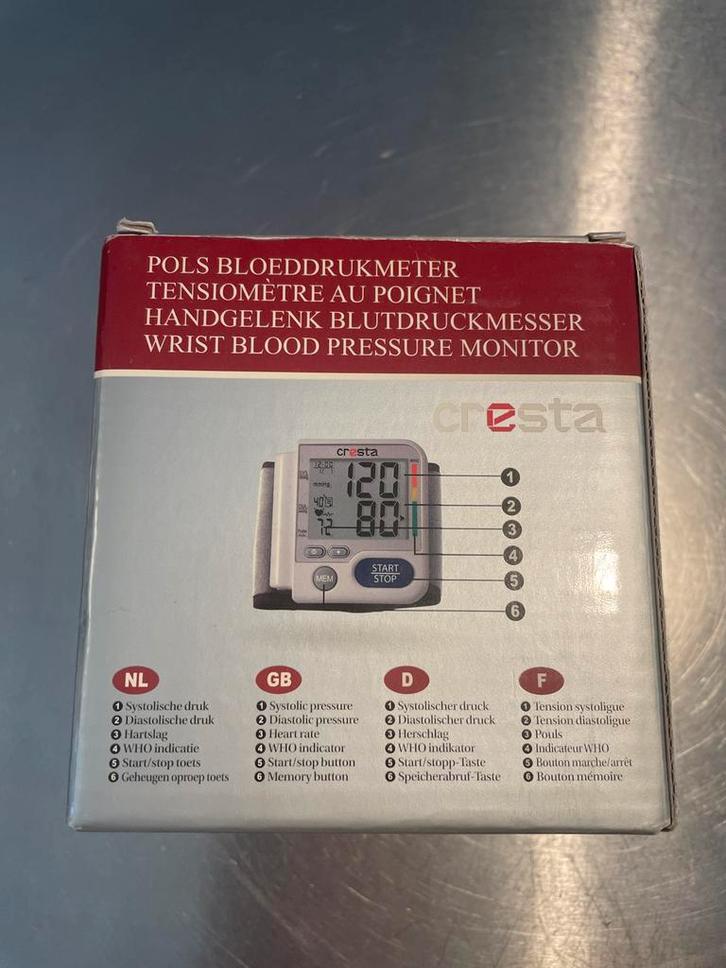 POLS BLOEDDRUKMETER
TENSIOMÈTRE AU POIGNET
HANDGELENK BLUTDRUCKMESSER
WRIST BLOOD PRESSURE MONITOR
cresta
cresta
12:00
120
mmHg
80
72
START
STOP
MEM
1
2
3
4
5
6
NL
1 Systolische druk
2 Diastolische druk
3 Hartslag
4 WHO indicatie
5 Start/stop toets
6 Geheugen oproep toets
GB
1 Systolic pressure
2 Diastolic pressure
3 Heart rate
4 WHO indicator
5 Start/stop button
6 Memory button
D
1 Systolischer druck
2 Diastolischer druck
3 Herschlag
4 WHO indikator
5 Start/stopp-Taste
6 Speicherabruf-Taste
F
1 Tension systoligue
2 Tension diastoligue
3 Pouls
4 Indicateur WHO
5 Bouton marche/arrêt
6 Bouton mémoire